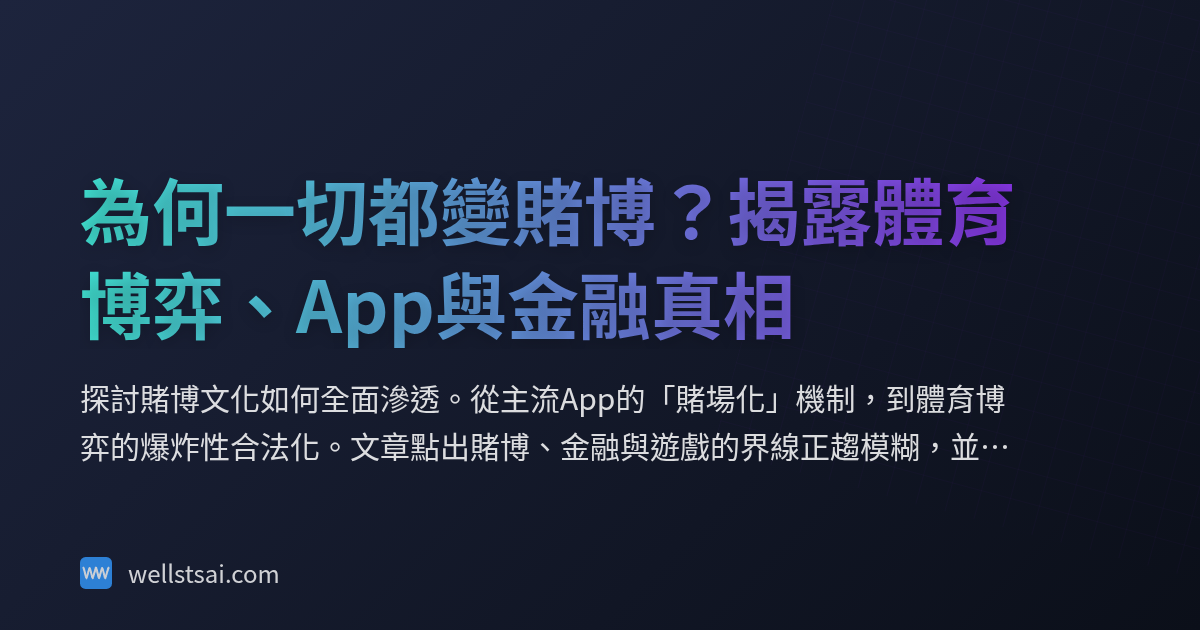 為何一切都變賭博？揭露體育
博弈、App與金融真相
探討賭博文化如何全面滲透。從主流App的「賭場化」機制，到體育博
弈的爆炸性合法化。文章點出賭博、金融與遊戲的界線正趨模糊，並…
W wellstsai.com